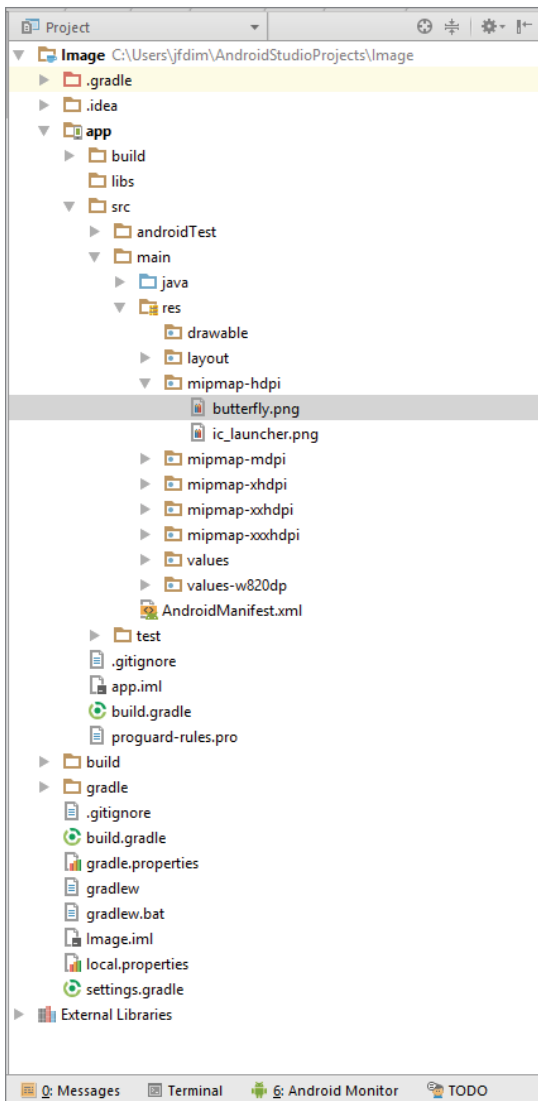 Project
Image C:\Users\jfdim\AndroidStudioProjects\Image
.gradle
.idea
app
build
libs
src
androidTest
main
java
res
drawable
layout
mipmap-hdpi
butterfly.png
ic_launcher.png
mipmap-mdpi
mipmap-xhdpi
mipmap-xxhdpi
mipmap-xxxhdpi
values
values-w820dp
AndroidManifest.xml
test
.gitignore
app.iml
build.gradle
proguard-rules.pro
build
gradle
.gitignore
build.gradle
gradle.properties
gradlew
gradlew.bat
Image.iml
local.properties
settings.gradle
External Libraries
0: Messages Terminal 6: Android Monitor TODO